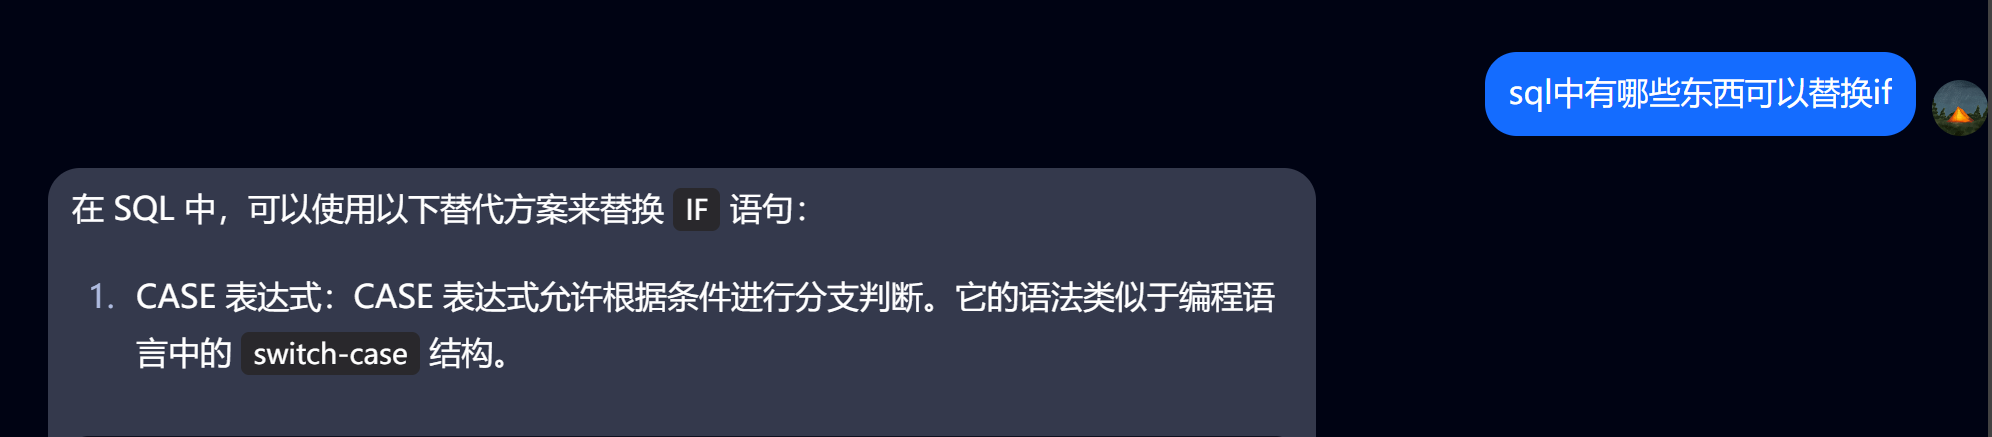 sql中有哪些东西可以替换if
在 SQL 中，可以使用以下替代方案来替换 IF 语句：
1. CASE 表达式：CASE 表达式允许根据条件进行分支判断。它的语法类似于编程语
言中的 switch-case 结构。